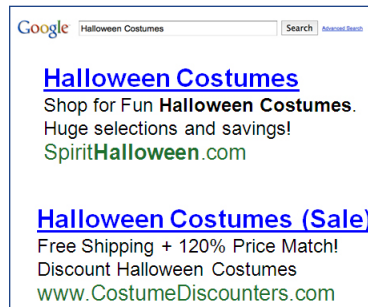 Google Halloween Costumes Search Advanced Search
Halloween Costumes
Shop for Fun Halloween Costumes.
Huge selections and savings!
SpiritHalloween.com
Halloween Costumes (Sale)
Free Shipping + 120% Price Match!
Discount Halloween Costumes
www.CostumeDiscounters.com